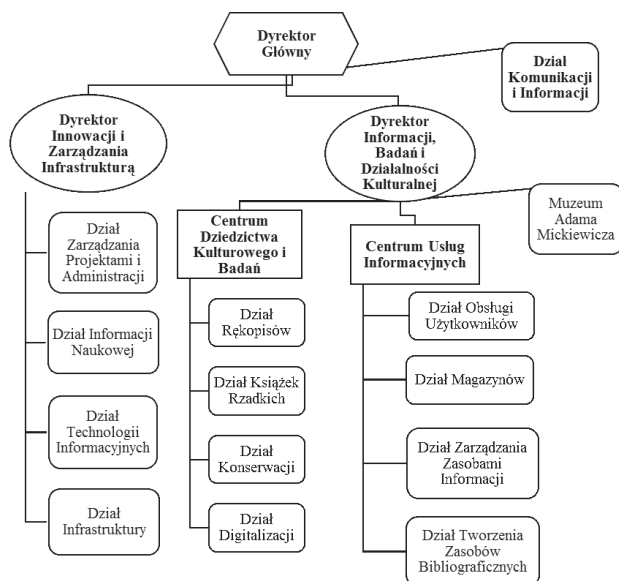 Dyrektor
Główny
Dział
Komunikacji
i Informacji
Dyrektor
Innowacji i
Zarządzania
Infrastrukturą
Dyrektor
Informacji,
Badań i
Działalności
Kulturalnej
Muzeum
Adama
Mickiewicza
Dział
Zarządzania
Projektami i
Administracji
Dział Informacji
Naukowej
Dział
Technologii
Informacyjnych
Dział
Infrastruktury
Centrum
Dziedzictwa
Kulturowego i
Badań
Dział
Rękopisów
Dział Książek
Rzadkich
Dział
Konserwacji
Dział
Digitalizacji
Centrum Usług
Informacyjnych
Dział Obsługi
Użytkowników
Dział Magazynów
Dział Zarządzania
Zasobami
Informacji
Dział Tworzenia
Zasobów
Bibliograficznych